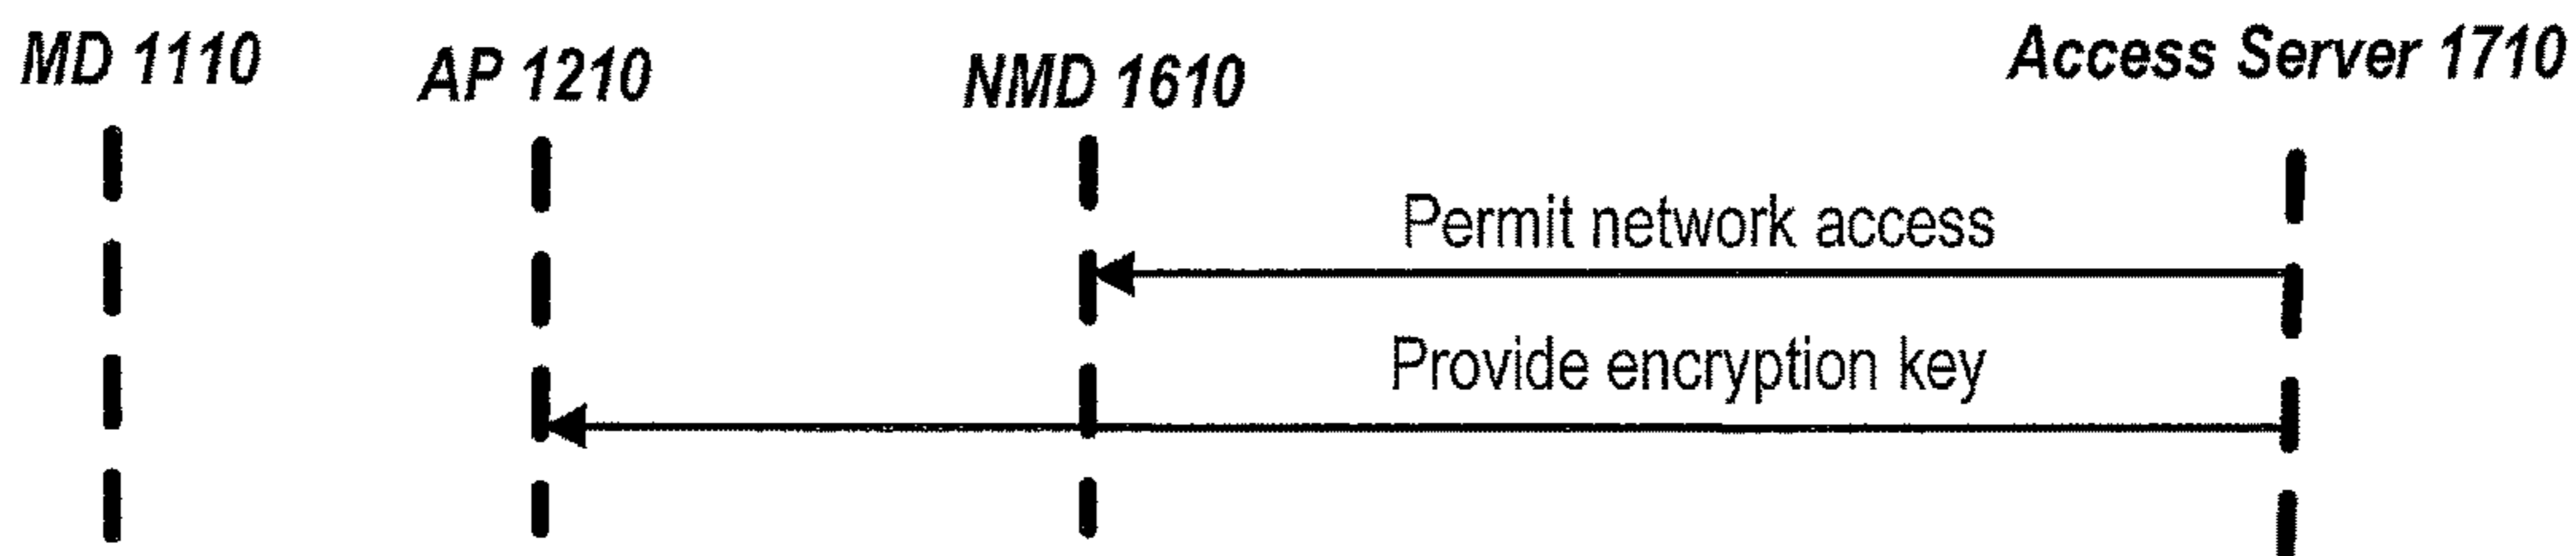 MD 1110
AP 1210
NMD 1610
Access Server 1710
Permit network access
Provide encryption key